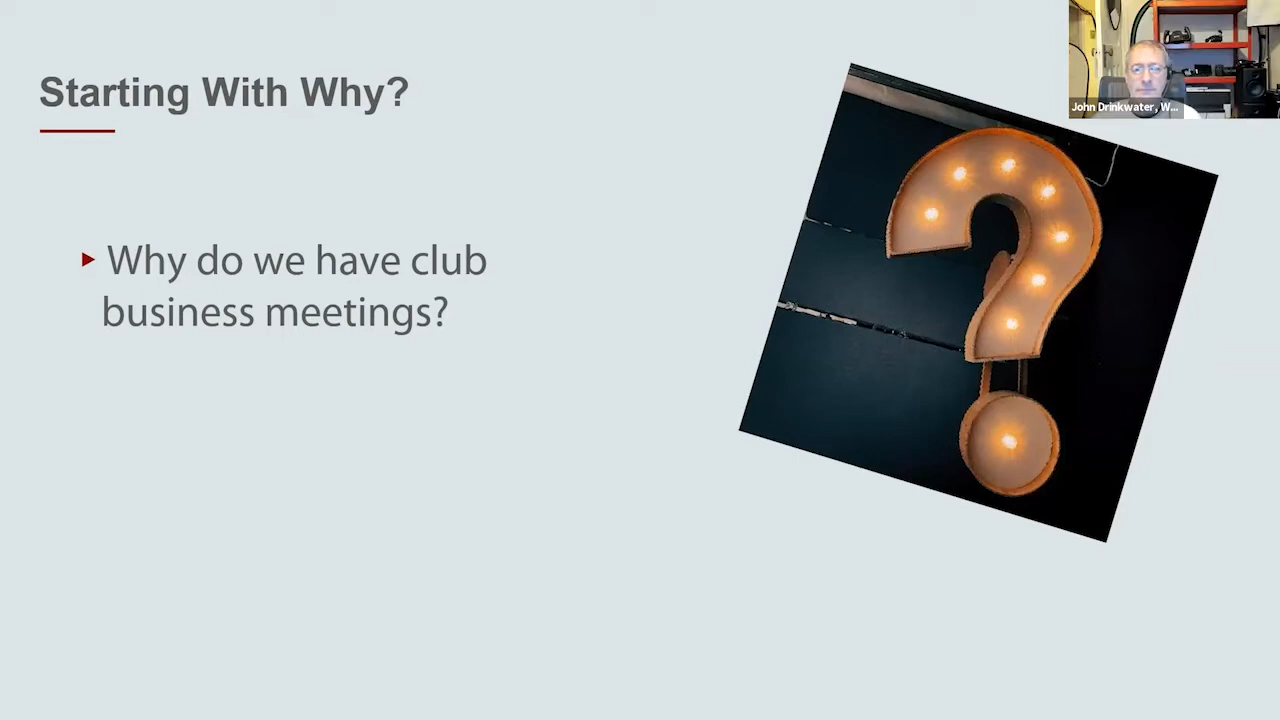 Starting With Why?
Why do we have club
business meetings?
John Drinkwater, W...